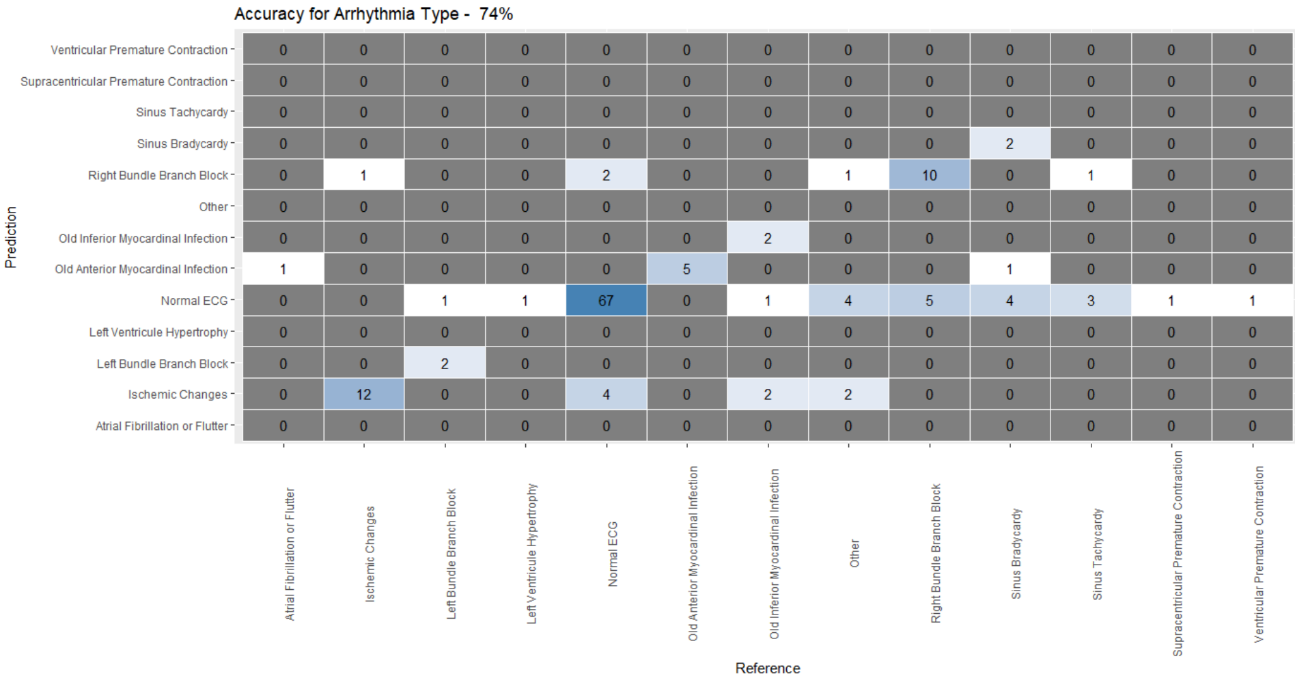 Accuracy for Arrhythmia Type -  74%
Prediction
Ventricular Premature Contraction 0 0 0 0 0 0 0 0 0 0 0 0 0
Supracentricular Premature Contraction 0 0 0 0 0 0 0 0 0 0 0 0 0
Sinus Tachycardy 0 0 0 0 0 0 0 0 0 0 0 0 0
Sinus Bradycardy 0 0 0 0 0 0 0 0 0 2 0 0 0
Right Bundle Branch Block 0 1 0 0 2 0 0 1 10 0 1 0 0
Other 0 0 0 0 0 0 0 0 0 0 0 0 0
Old Inferior Myocardinal Infection 0 0 0 0 0 0 2 0 0 0 0 0 0
Old Anterior Myocardinal Infection 1 0 0 0 0 5 0 0 0 1 0 0 0
Normal ECG 0 0 1 1 67 0 1 4 5 4 3 1 1
Left Ventricule Hypertrophy 0 0 0 0 0 0 0 0 0 0 0 0 0
Left Bundle Branch Block 0 0 2 0 0 0 0 0 0 0 0 0 0
Ischemic Changes 0 12 0 0 4 0 2 2 0 0 0 0 0
Atrial Fibrillation or Flutter 0 0 0 0 0 0 0 0 0 0 0 0 0
Atrial Fibrillation or Flutter
Ischemic Changes
Left Bundle Branch Block
Left Ventricule Hypertrophy
Normal ECG
Old Anterior Myocardinal Infection
Old Inferior Myocardinal Infection
Other
Right Bundle Branch Block
Sinus Bradycardy
Sinus Tachycardy
Supracentricular Premature Contraction
Ventricular Premature Contraction
Reference